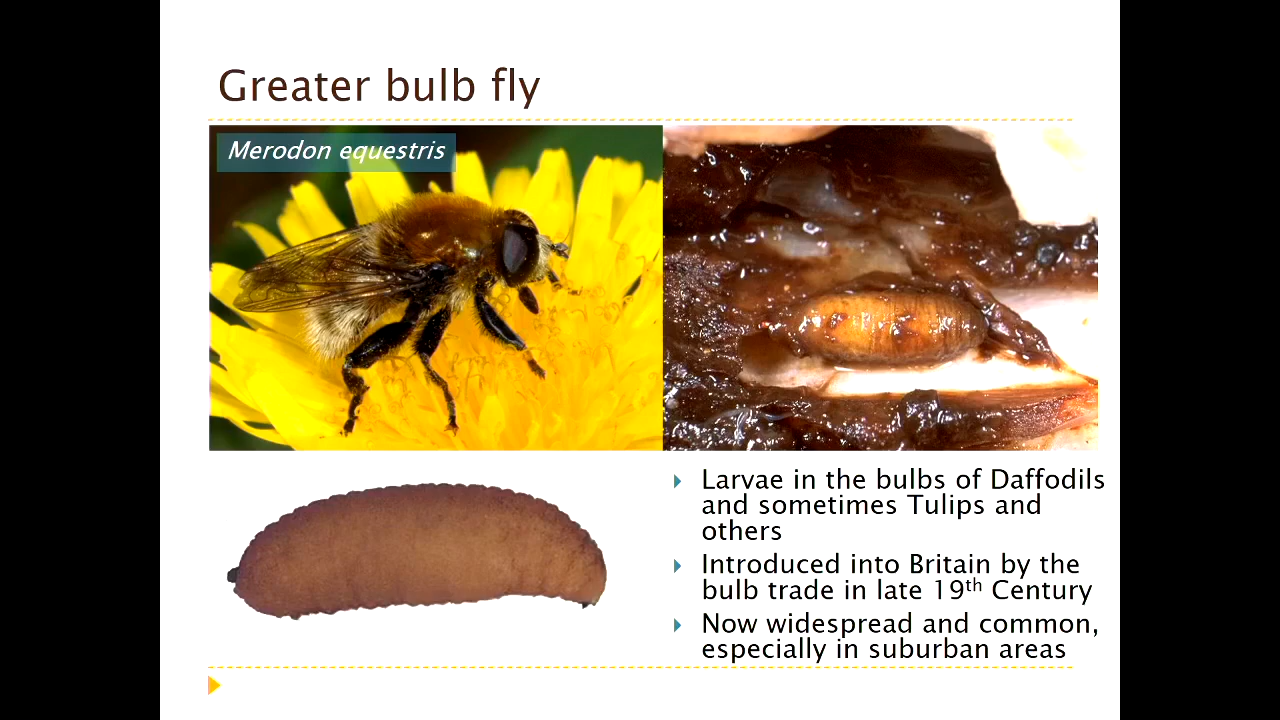 Greater bulb fly
Merodon equestris
Larvae in the bulbs of Daffodils
and sometimes Tulips and
others
Introduced into Britain by the
bulb trade in late 19th Century
Now widespread and common,
especially in suburban areas